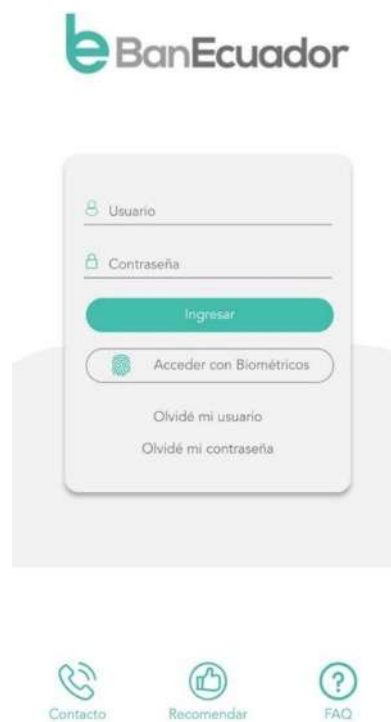 BanEcuador
Usuario
Contraseña
Ingresar
Acceder con Biométricos
Olvidé mi usuario
Olvidé mi contraseña
Contacto
Recomendar
FAQ